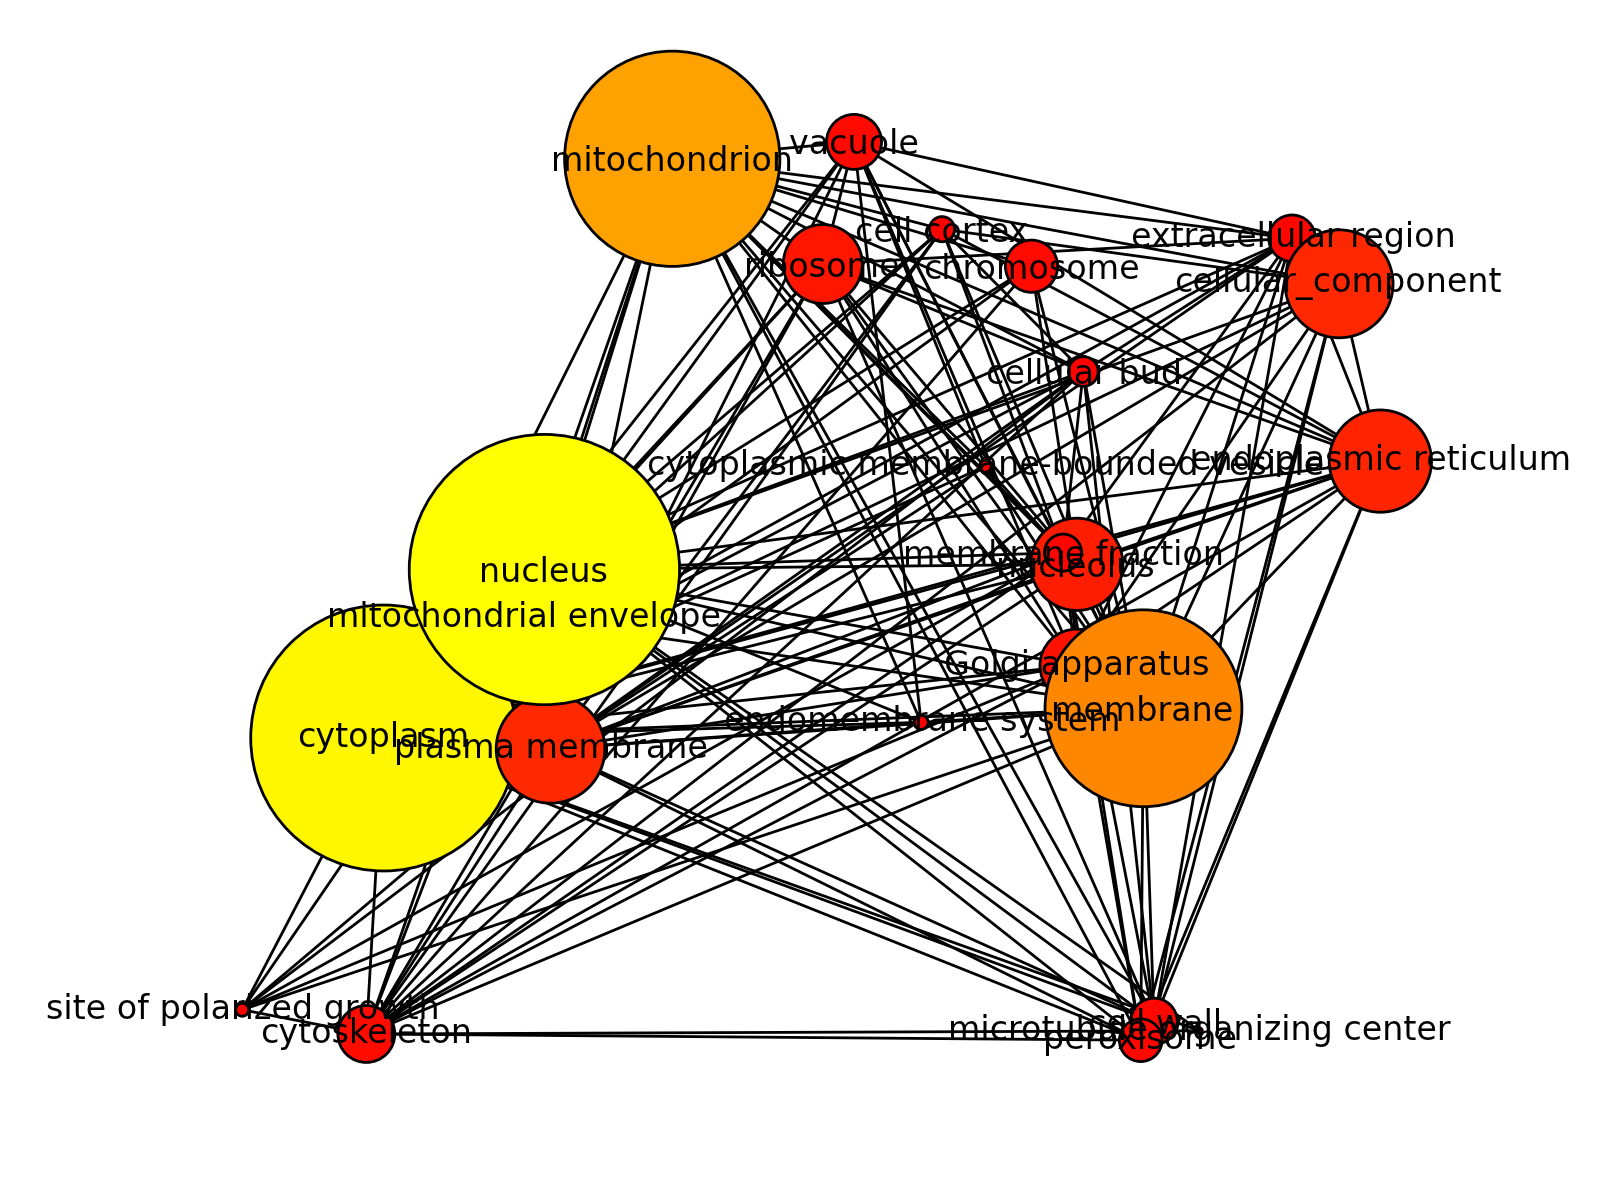 mitochondrion
vacuole
cell cortex
extracellular region
ribosome
chromosome
cellular_component
cellular bud
cytoplasmic membrane-bounded vesicle
endoplasmic reticulum
membrane fraction
nucleolus
nucleus
mitochondrial envelope
Golgi apparatus
membrane
endomembrane system
cytoplasm
plasma membrane
site of polarized growth
cytoskeleton
cell wall
microtubule organizing center
peroxisome